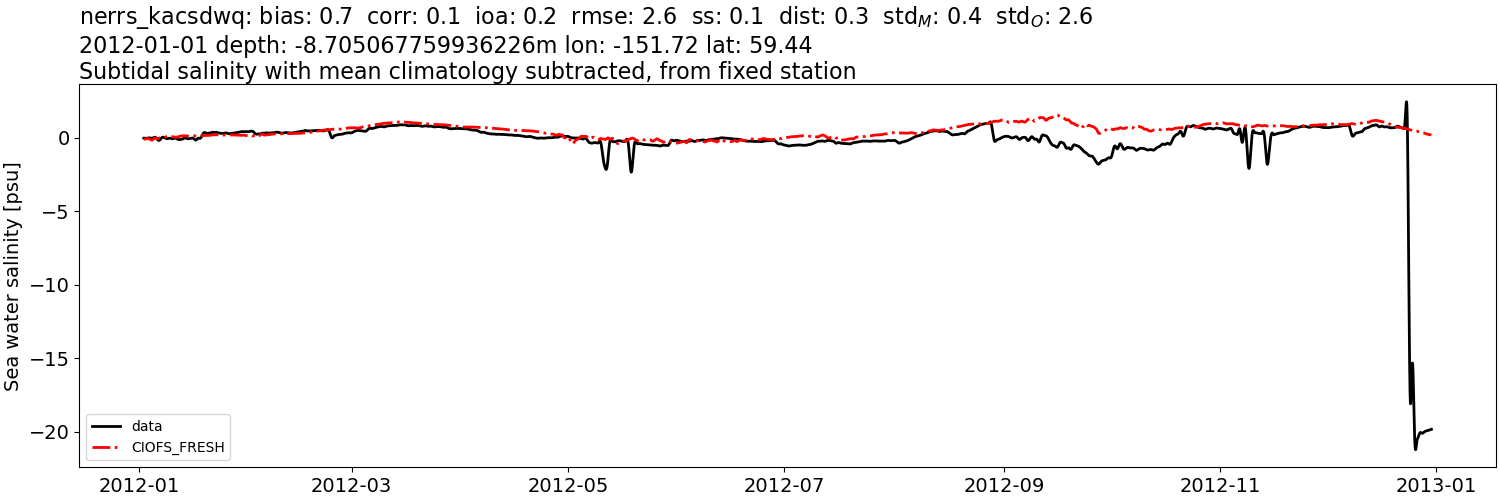 nerrs_kacsdwq: bias: 0.7  corr: 0.1  ioa: 0.2  rmse: 2.6  ss: 0.1  dist: 0.3  std_M: 0.4  std_O: 2.6
2012-01-01 depth: -8.705067759936226m lon: -151.72 lat: 59.44
Subtidal salinity with mean climatology subtracted, from fixed station
Sea water salinity [psu]
0
−5
−10
−15
−20
data
CIOFS_FRESH
2012-01
2012-03
2012-05
2012-07
2012-09
2012-11
2013-01